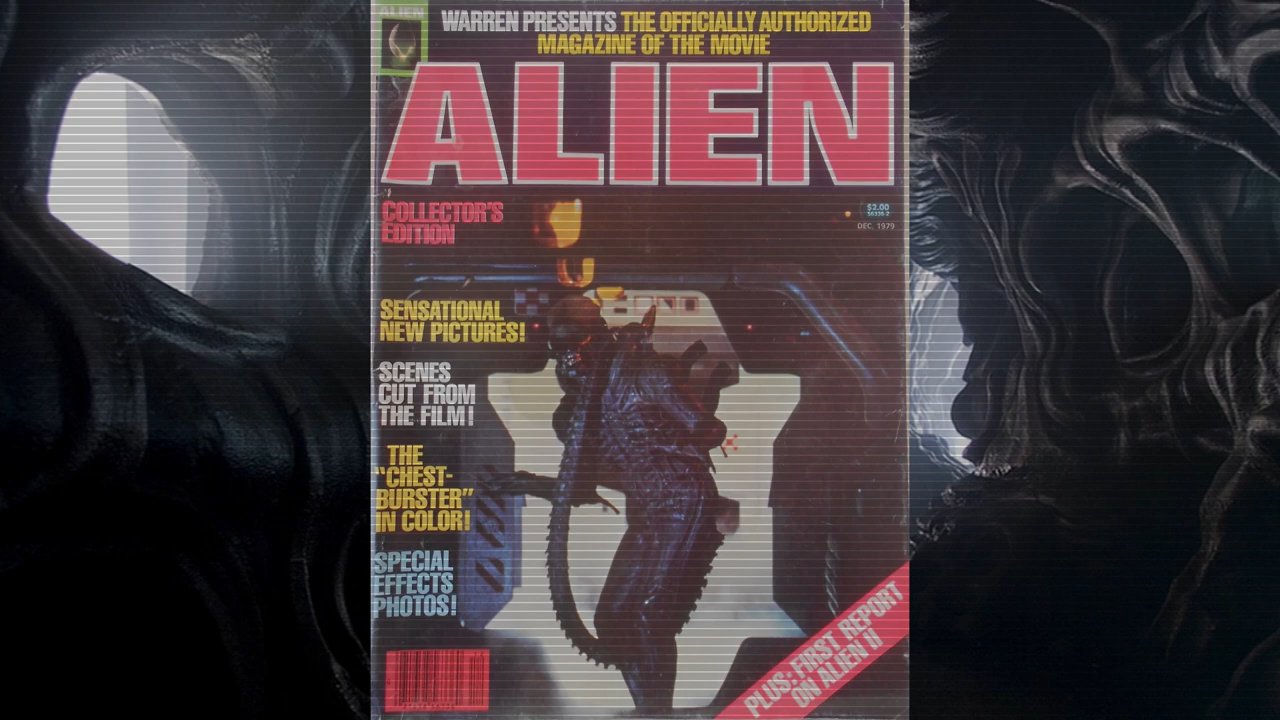 ALIEN
WARREN PRESENTS THE OFFICIALLY AUTHORIZED
MAGAZINE OF THE MOVIE
ALIEN
COLLECTOR'S
EDITION
$2.00
DEC. 1979
SENSATIONAL
NEW PICTURES!
SCENES
CUT FROM
THE FILM!
THE
"CHEST-
BURSTER"
IN COLOR!
SPECIAL
EFFECTS
PHOTOS!
PLUS: FIRST REPORT
ON ALIEN II